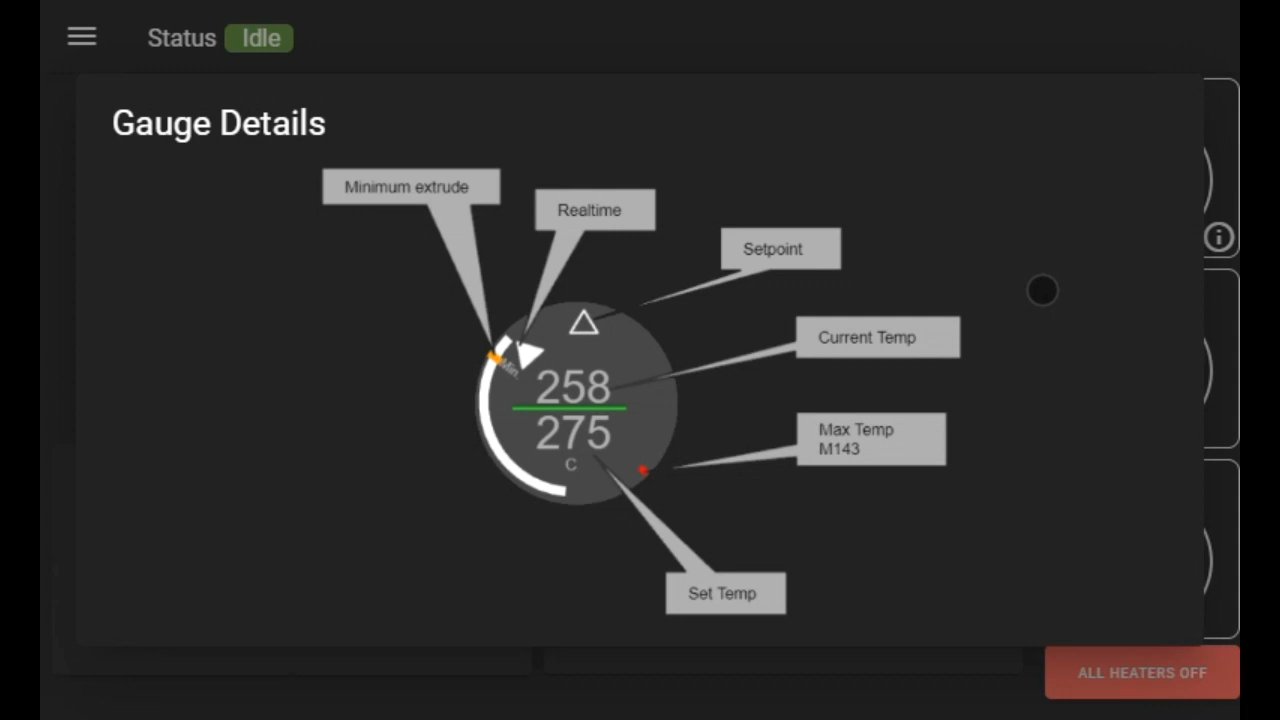 Status Idle
Gauge Details
Minimum extrude
Realtime
Setpoint
Current Temp
Min.
258
275
C
Max Temp
M143
Set Temp
ALL HEATERS OFF